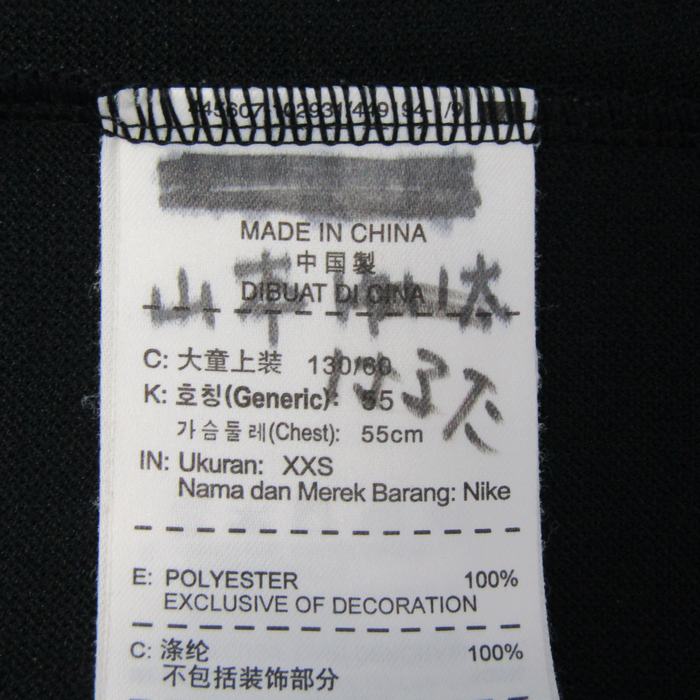 MADE IN CHINA
中国製
DIBUAT DI CINA
C: 大童上装 130/60
K: 호칭(Generic): 55
가슴둘레(Chest): 55cm
IN: Ukuran: XXS
Nama dan Merek Barang: Nike
E: POLYESTER 100%
EXCLUSIVE OF DECORATION
C: 涤纶 100%
不包括装饰部分